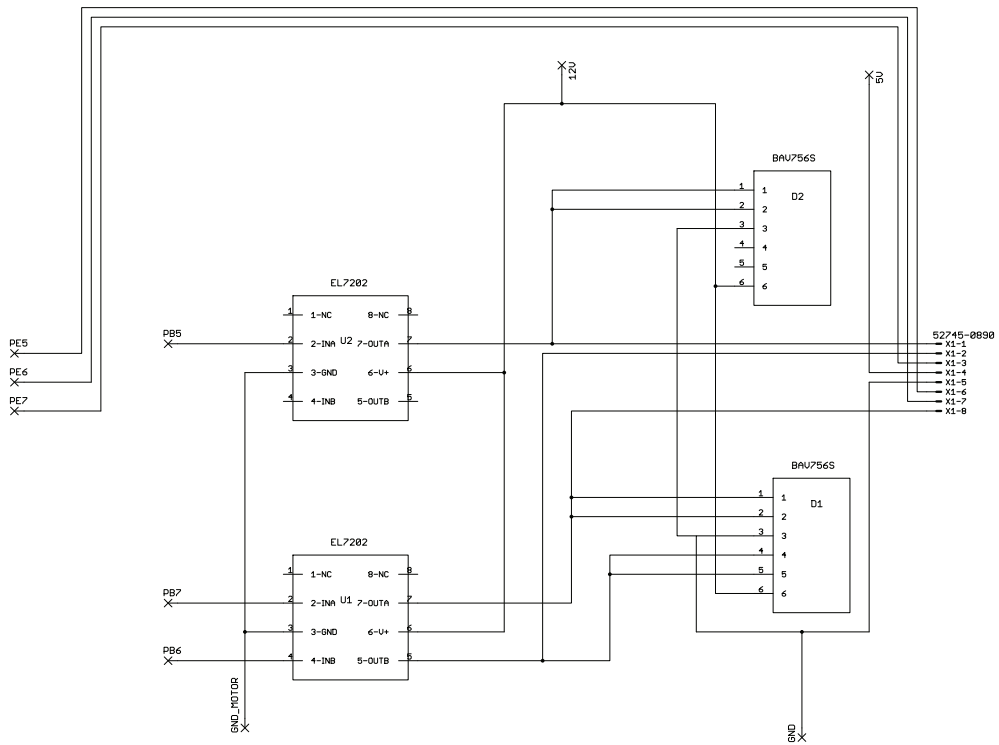 12V
5V
BAV756S
1 1
D2
2 2
3 3
4 4
5 5
6 6
EL7202
1 1-NC 8-NC 8
PB5
2 2-INA U2 7-OUTA 7
3 3-GND 6-V+ 6
4 4-INB 5-OUTB 5
PE5
PE6
PE7
52745-0890
X1-1
X1-2
X1-3
X1-4
X1-5
X1-6
X1-7
X1-8
BAV756S
1 1
D1
2 2
3 3
4 4
5 5
6 6
EL7202
1 1-NC 8-NC 8
PB7
2 2-INA U1 7-OUTA 7
3 3-GND 6-V+ 6
PB6
4 4-INB 5-OUTB 5
GND_MOTOR
GND